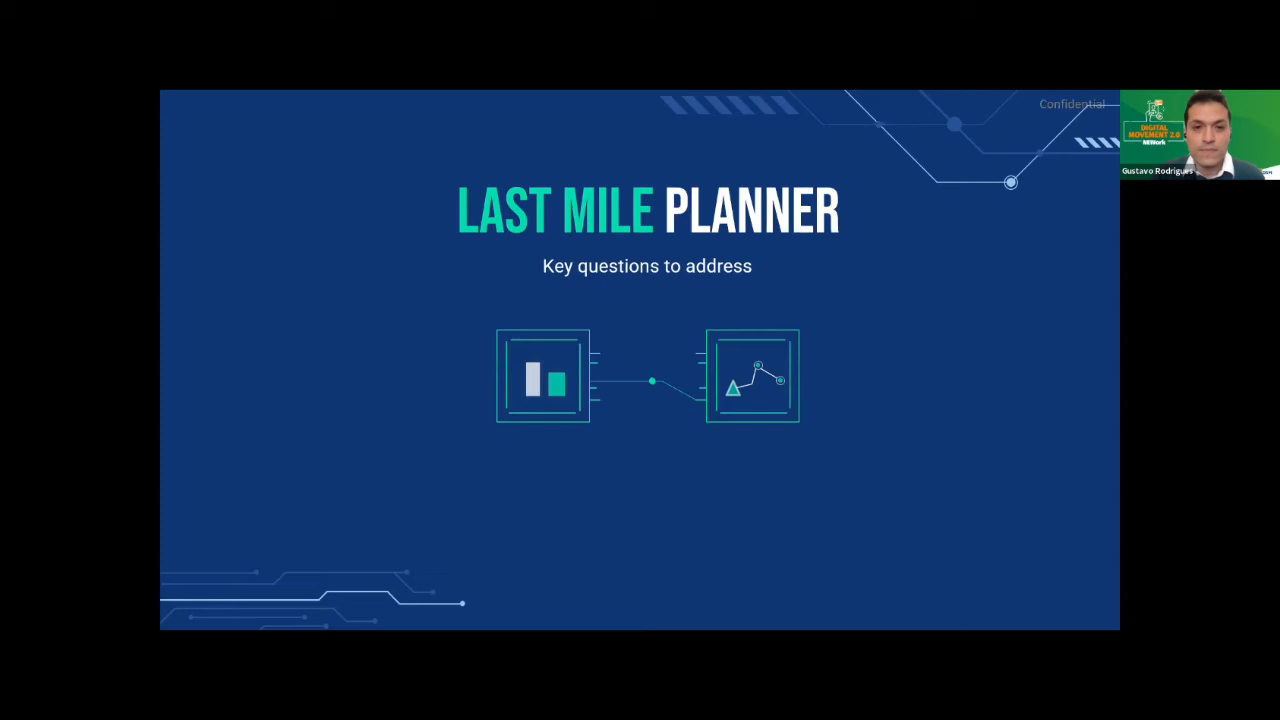 Confidential
LAST MILE PLANNER
Key questions to address
DIGITAL
MOVEMENT 2.0
Gustavo Rodrigues